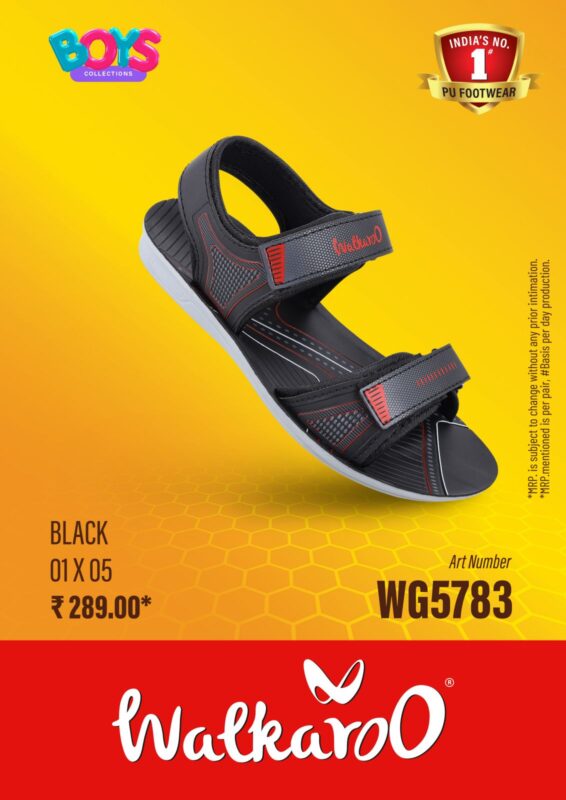 BOYS
COLLECTIONS
INDIA'S NO.
1#
PU FOOTWEAR
Walkaroo
*MRP. is subject to change without any prior intimation.
*MRP.mentioned is per pair, #Basis per day production.
BLACK
01 X 05
₹ 289.00*
Art Number
WG5783
Walkaroo®